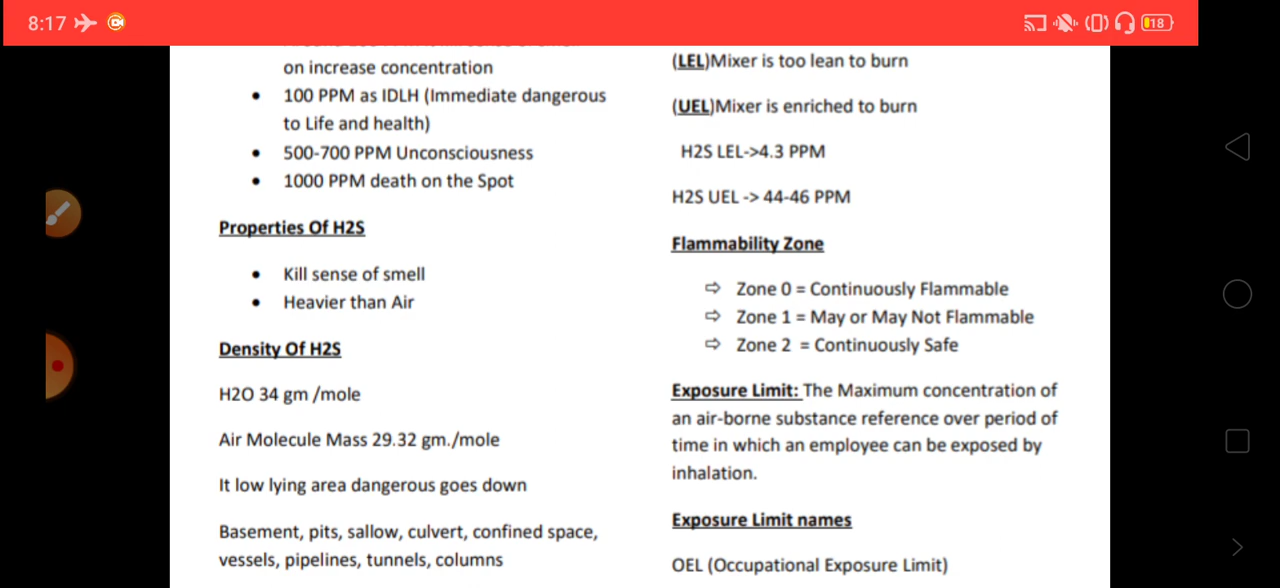 8:17
18
on increase concentration
• 100 PPM as IDLH (Immediate dangerous
to Life and health)
• 500-700 PPM Unconsciousness
• 1000 PPM death on the Spot
Properties Of H2S
• Kill sense of smell
• Heavier than Air
Density Of H2S
H2O 34 gm /mole
Air Molecule Mass 29.32 gm./mole
It low lying area dangerous goes down
Basement, pits, sallow, culvert, confined space,
vessels, pipelines, tunnels, columns
(LEL)Mixer is too lean to burn
(UEL)Mixer is enriched to burn
H2S LEL->4.3 PPM
H2S UEL -> 44-46 PPM
Flammability Zone
⇨ Zone 0 = Continuously Flammable
⇨ Zone 1 = May or May Not Flammable
⇨ Zone 2 = Continuously Safe
Exposure Limit: The Maximum concentration of
an air-borne substance reference over period of
time in which an employee can be exposed by
inhalation.
Exposure Limit names
OEL (Occupational Exposure Limit)